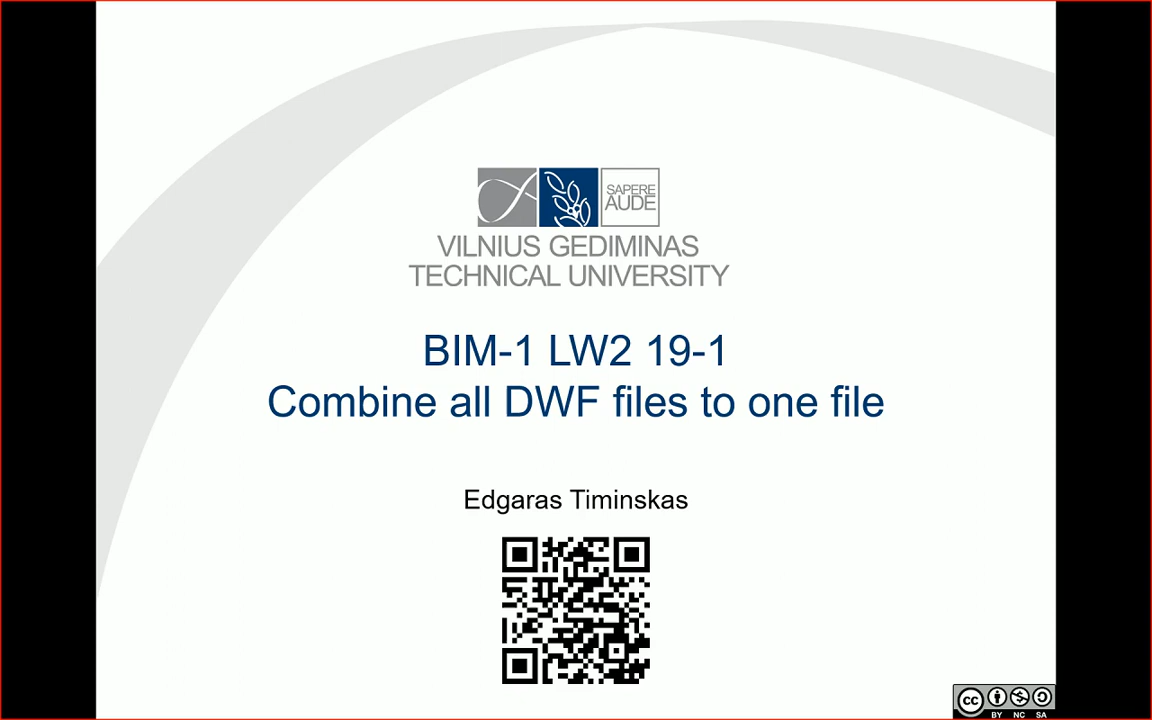 SAPERE
AUDE
VILNIUS GEDIMINAS
TECHNICAL UNIVERSITY
BIM-1 LW2 19-1
Combine all DWF files to one file
Edgaras Timinskas
cc
BY NC SA